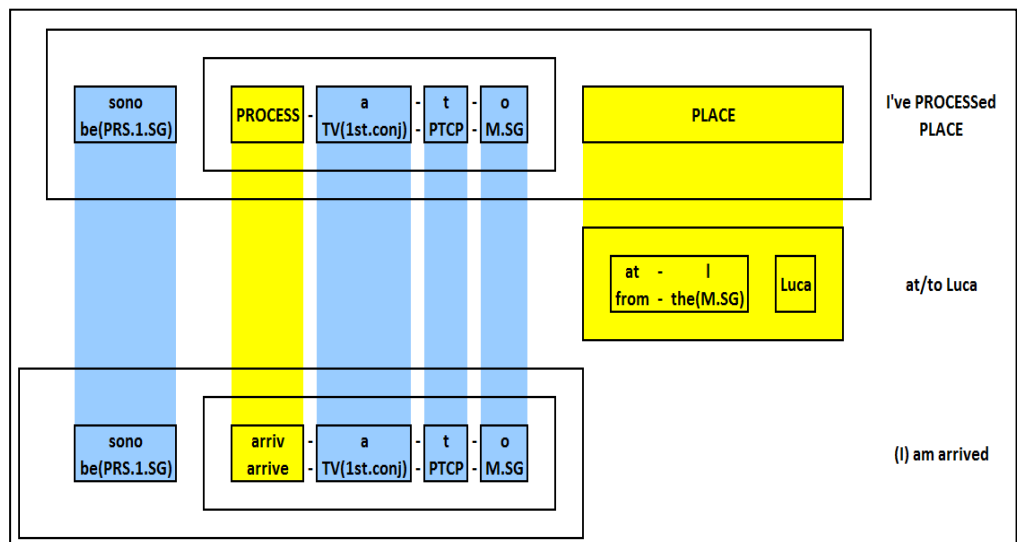 sono PROCESS - a - t - o PLACE I've PROCESSed
be(PRS.1.SG) - TV(1st.conj) - PTCP - M.SG PLACE
at - l Luca at/to Luca
from - the(M.SG)
sono arriv - a - t - o (I) am arrived
be(PRS.1.SG) arrive - TV(1st.conj) - PTCP - M.SG